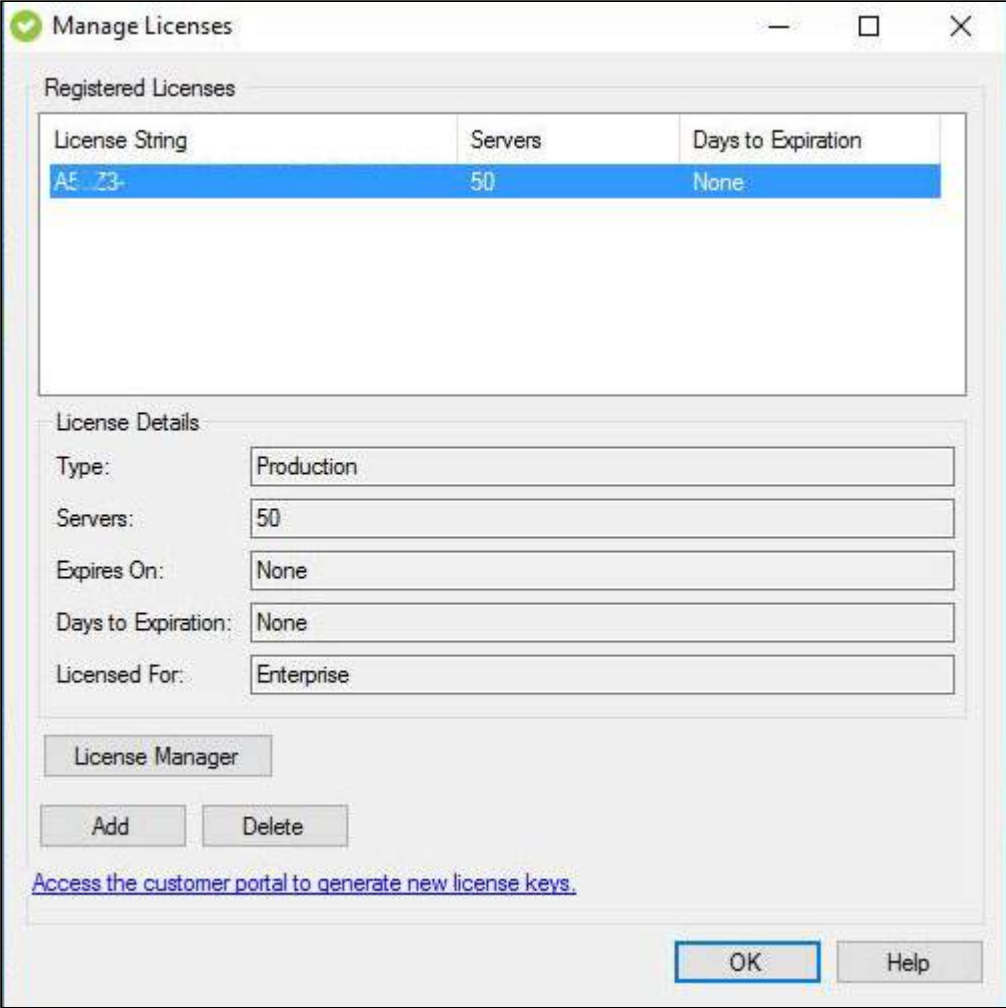 Manage Licenses
Registered Licenses
License String Servers Days to Expiration
50 None
License Details
Type: Production
Servers: 50
Expires On: None
Days to Expiration: None
Licensed For: Enterprise
License Manager
Add Delete
Access the customer portal to generate new license keys.
OK Help